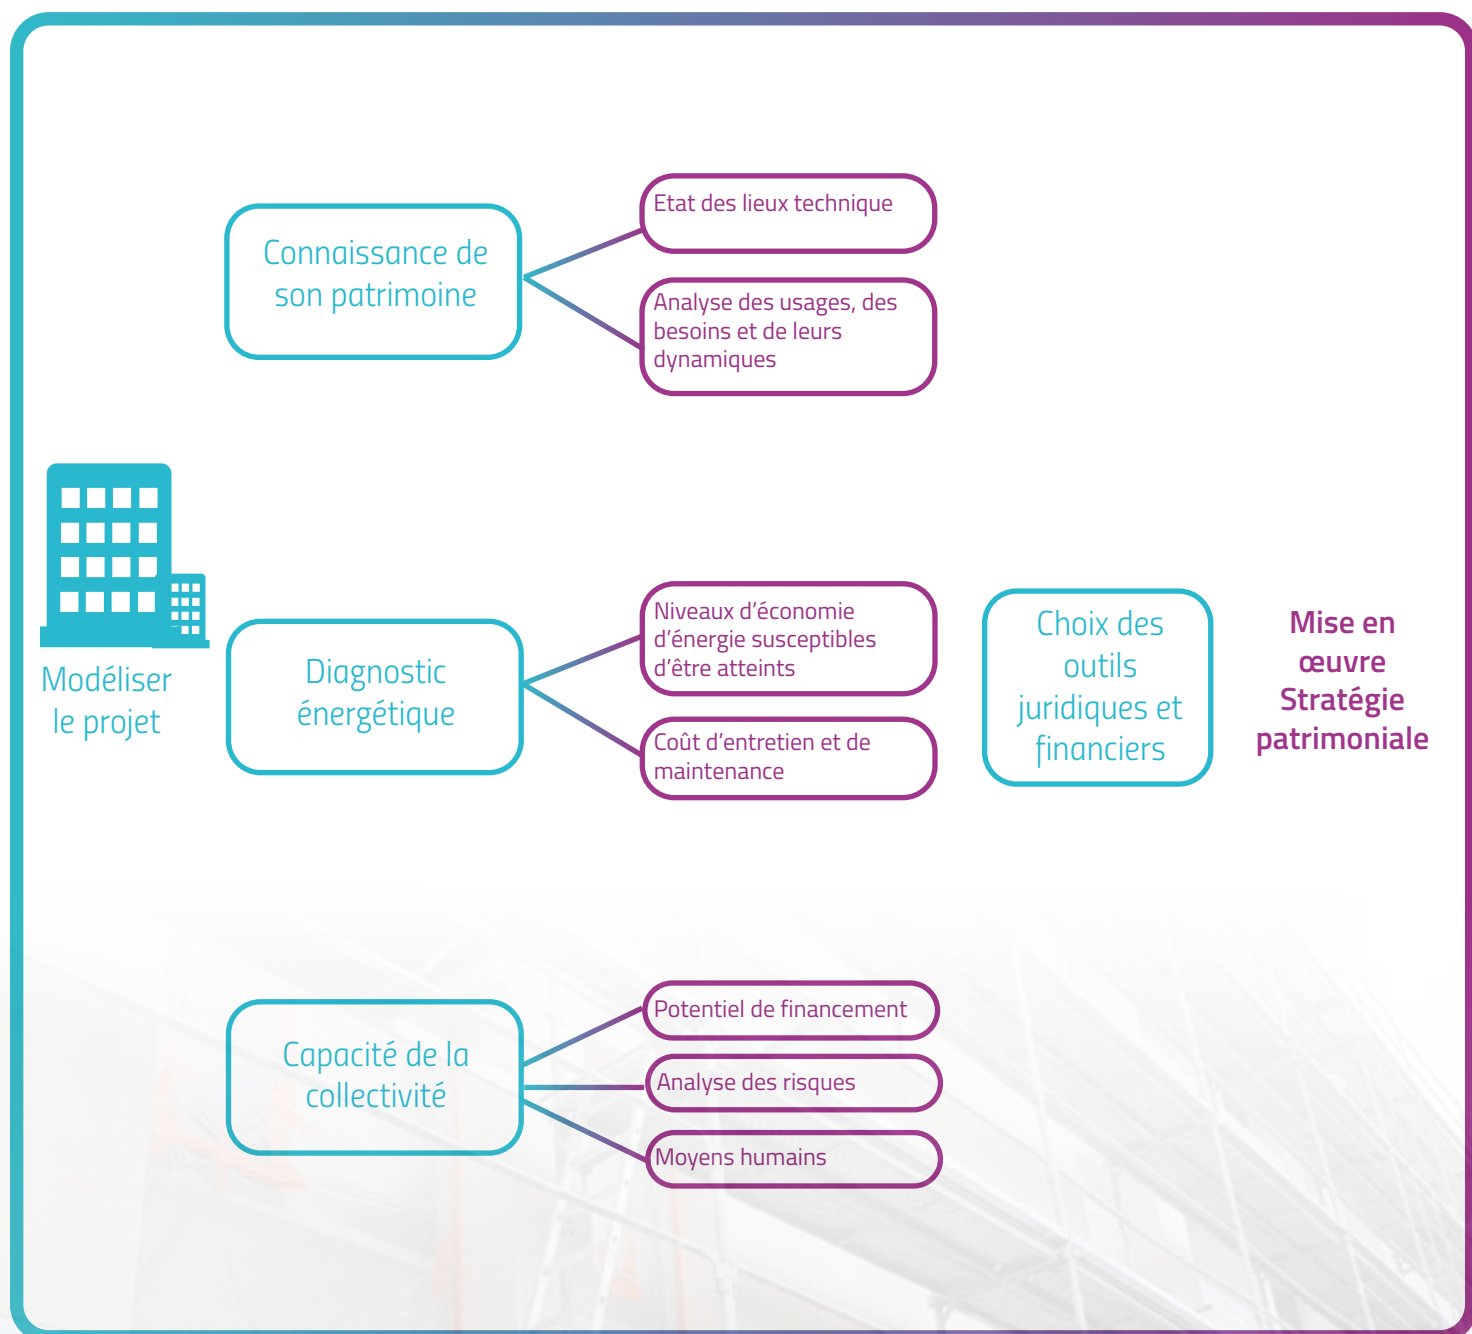 Modéliser
le projet
Connaissance de
son patrimoine
Etat des lieux technique
Analyse des usages, des
besoins et de leurs
dynamiques
Diagnostic
énergétique
Niveaux d’économie
d’énergie susceptibles
d’être atteints
Coût d’entretien et de
maintenance
Capacité de la
collectivité
Potentiel de financement
Analyse des risques
Moyens humains
Choix des
outils
juridiques et
financiers
Mise en
œuvre
Stratégie
patrimoniale